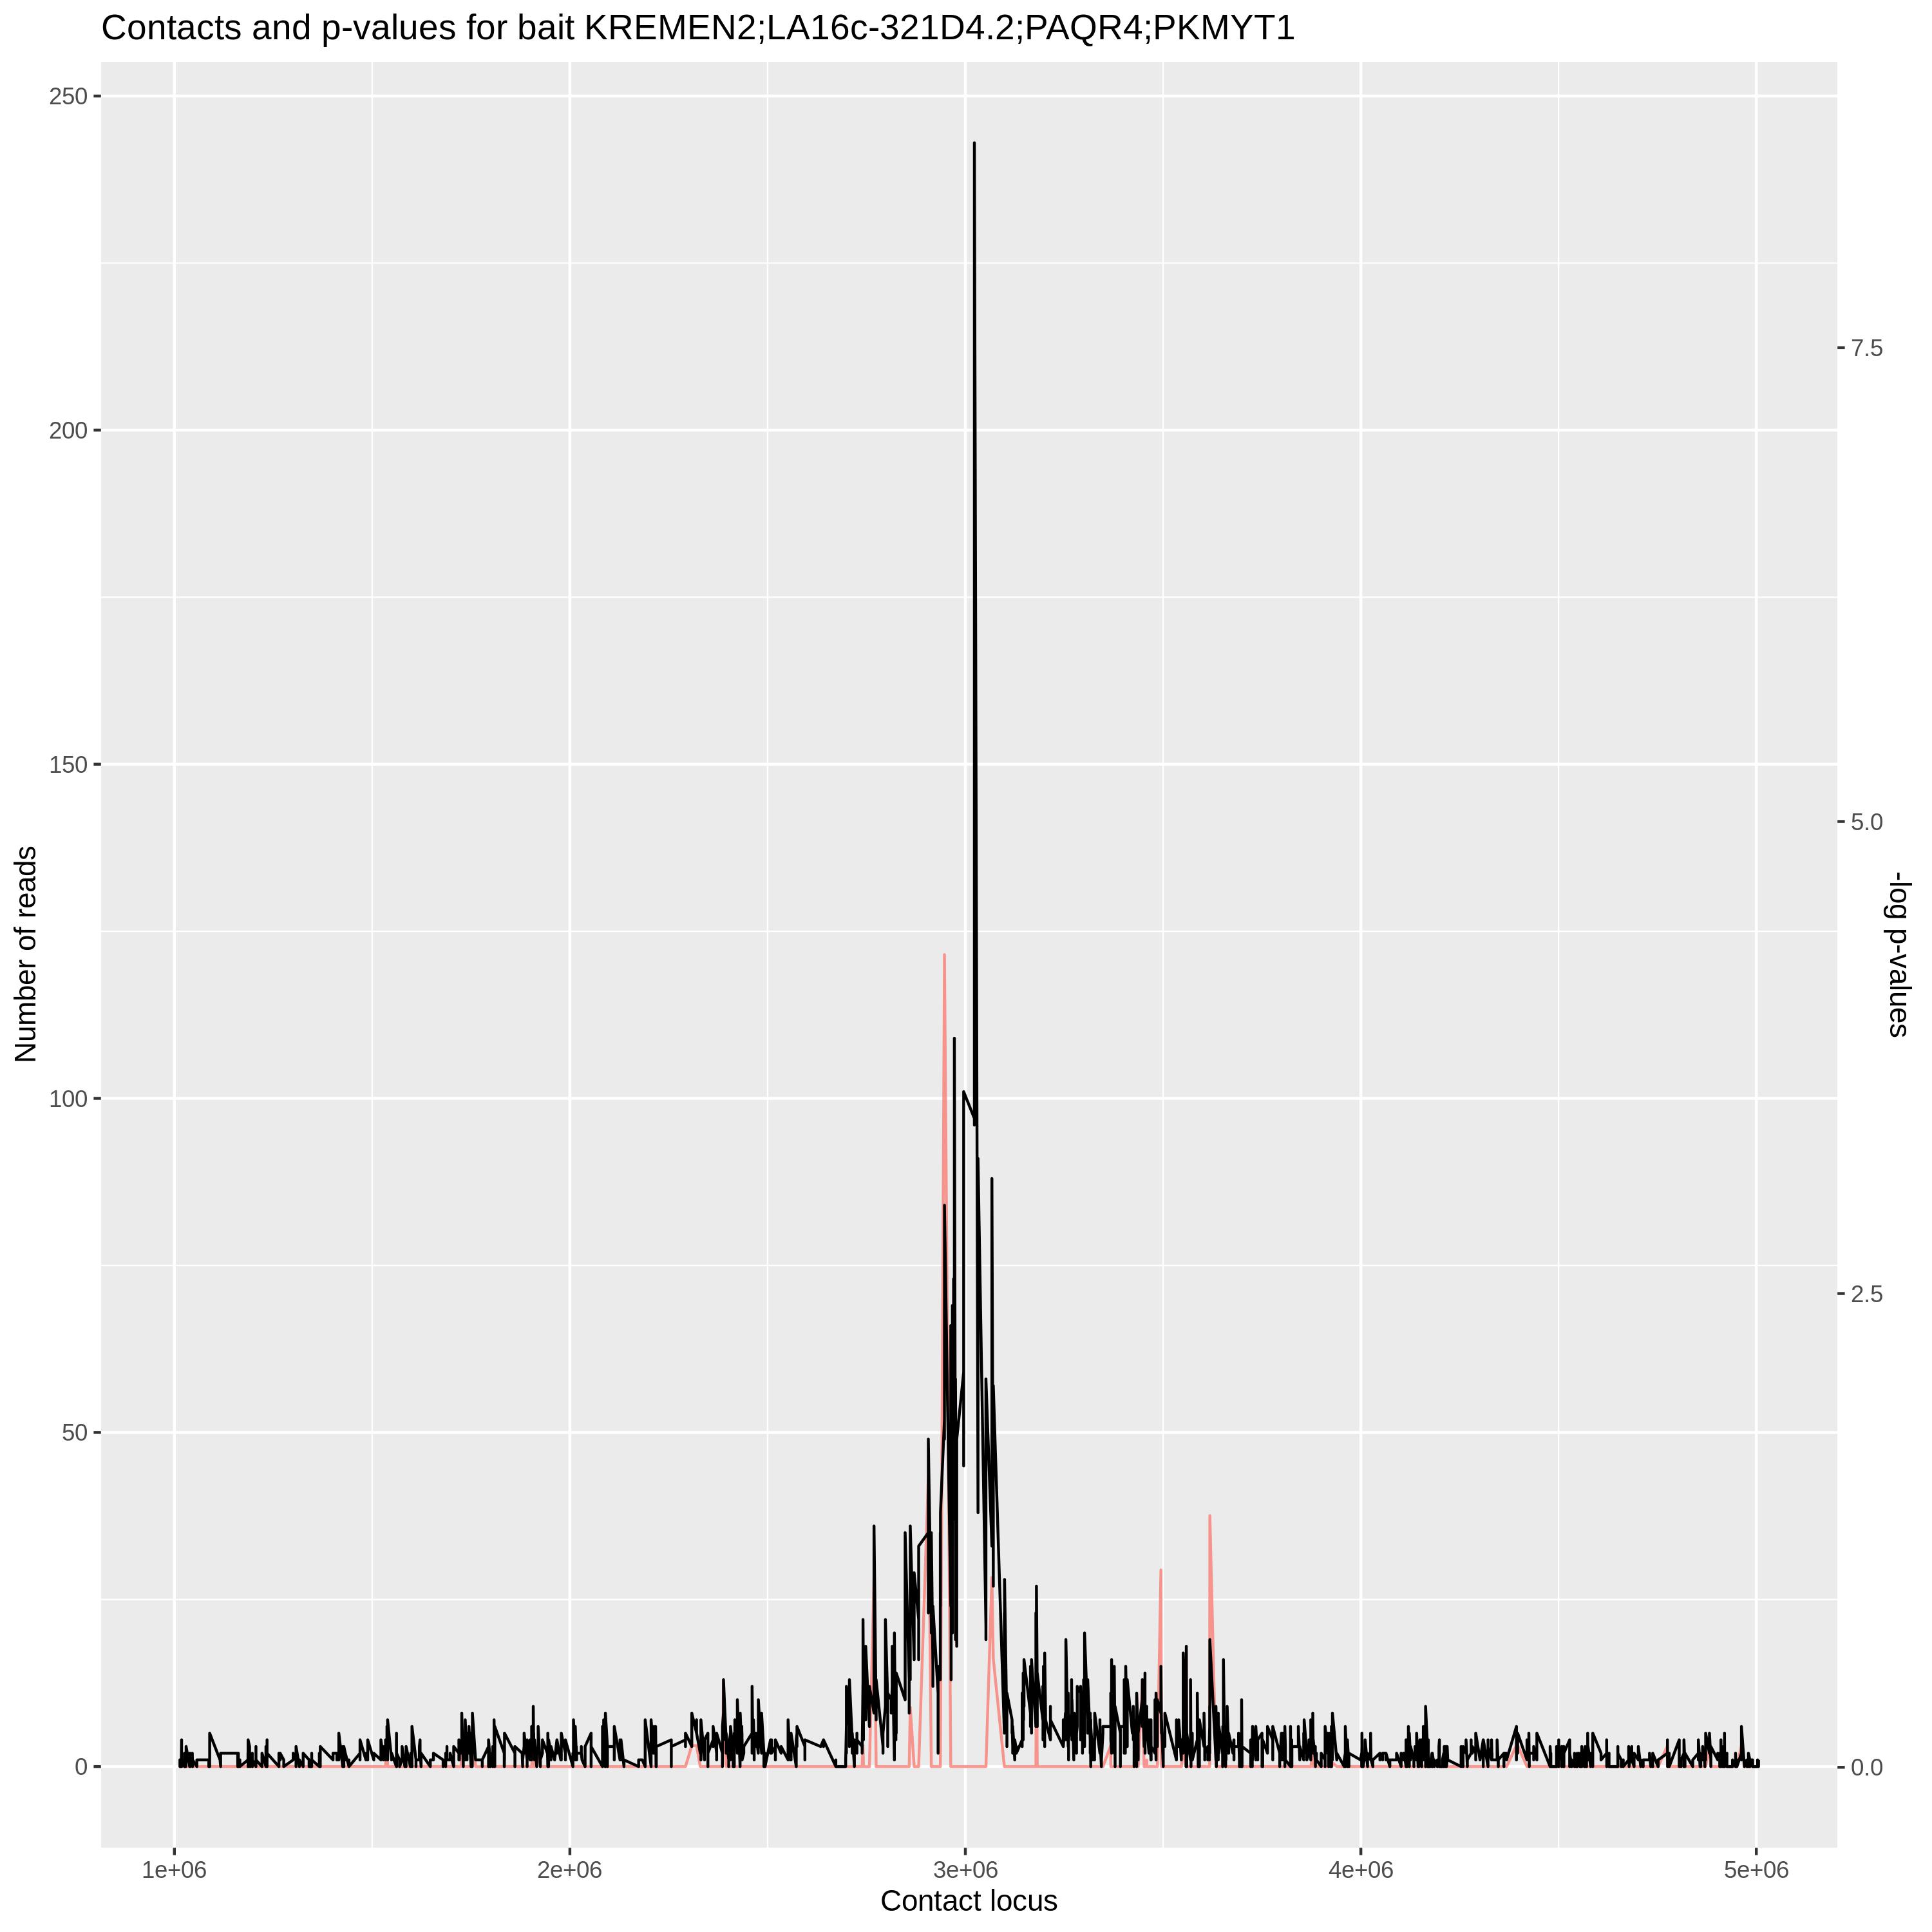 Contacts and p-values for bait KREMEN2;LA16c-321D4.2;PAQR4;PKMYT1
250
200
150
100
50
0
Number of reads
7.5
5.0
2.5
0.0
-log p-values
1e+06 2e+06 3e+06 4e+06 5e+06
Contact locus